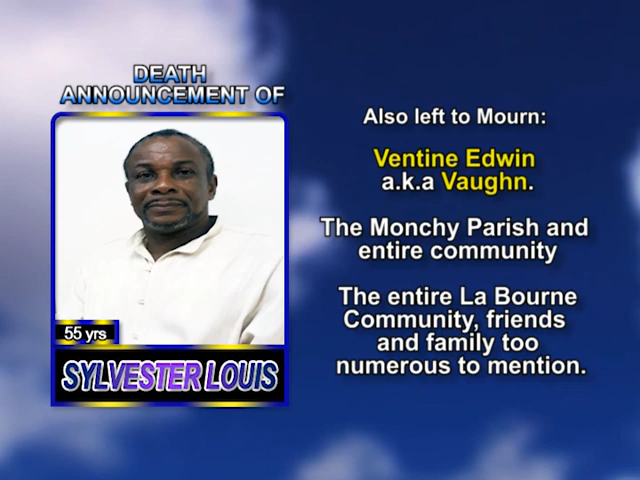 DEATH
ANNOUNCEMENT OF
55 yrs
SYLVESTER LOUIS
Also left to Mourn:
Ventine Edwin
a.k.a Vaughn.
The Monchy Parish and
entire community
The entire La Bourne
Community, friends
and family too
numerous to mention.